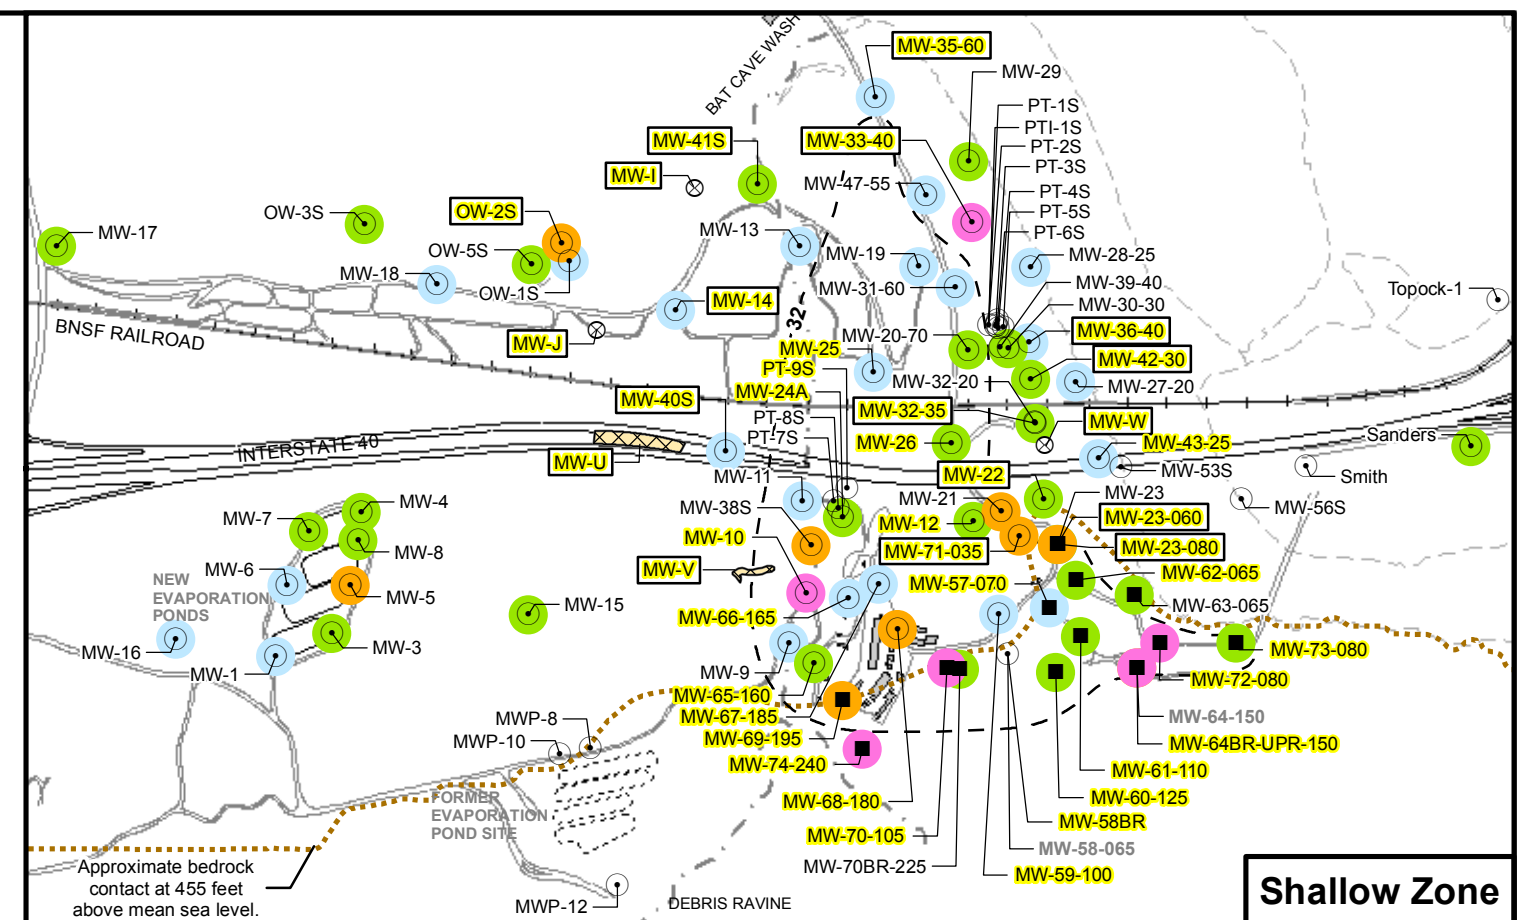 BAT CAVE WASH
MW-35-60
MW-29
PT-1S
PTI-1S
MW-41S
MW-33-40
PT-2S
PT-3S
MW-I
MW-47-55
PT-4S
OW-3S
OW-2S
PT-5S
MW-17
MW-13
PT-6S
OW-5S
MW-19
MW-28-25
MW-18
MW-39-40
OW-1S
MW-31-60
Topock-1
MW-14
MW-30-30
32
BNSF RAILROAD
MW-J
MW-20-70
MW-36-40
MW-25
PT-9S
MW-42-30
MW-24A
MW-32-20
MW-27-20
MW-40S
MW-32-35
PT-8S
MW-W
PT-7S
MW-26
MW-43-25
Sanders
INTERSTATE 40
MW-U
MW-53S
MW-11
MW-22
Smith
MW-4
MW-38S
MW-21
MW-23
MW-56S
MW-7
MW-12
MW-23-060
MW-10
MW-8
MW-71-035
MW-23-080
MW-6
MW-V
MW-57-070
MW-62-065
NEW
EVAPORATION
PONDS
MW-5
MW-15
MW-66-165
MW-63-065
MW-16
MW-3
MW-73-080
MW-1
MW-9
MW-72-080
MW-65-160
MW-67-185
MW-64-150
MWP-8
MWP-10
MW-69-195
MW-64BR-UPR-150
MW-74-240
MW-61-110
FORMER
EVAPORATION
POND SITE
MW-68-180
MW-60-125
MW-58BR
MW-70-105
MW-58-065
MW-70BR-225
MW-59-100
Approximate bedrock
contact at 455 feet
above mean sea level.
MWP-12
DEBRIS RAVINE
Shallow Zone